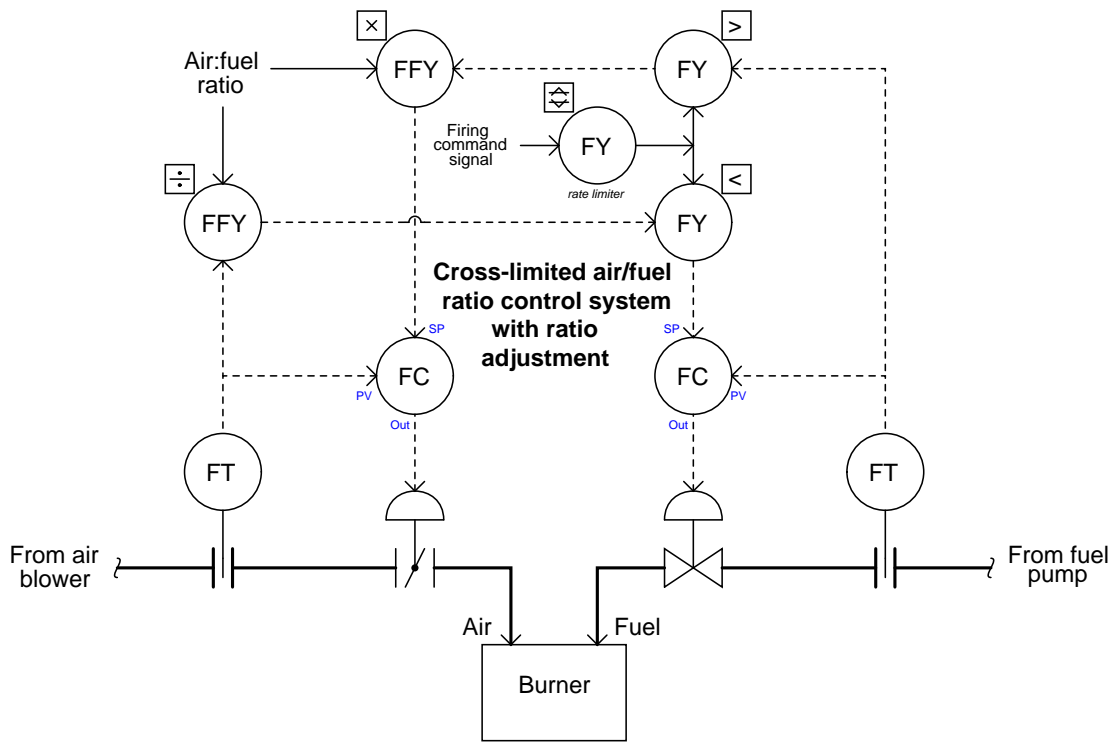 ×
>
Air:fuel
ratio
FFY
FY
Firing
command
signal
FY
rate limiter
÷
<
FFY
FY
Cross-limited air/fuel
ratio control system
with ratio
adjustment
SP
SP
FC
FC
PV
PV
Out
Out
FT
FT
From air
blower
From fuel
pump
Air
Fuel
Burner